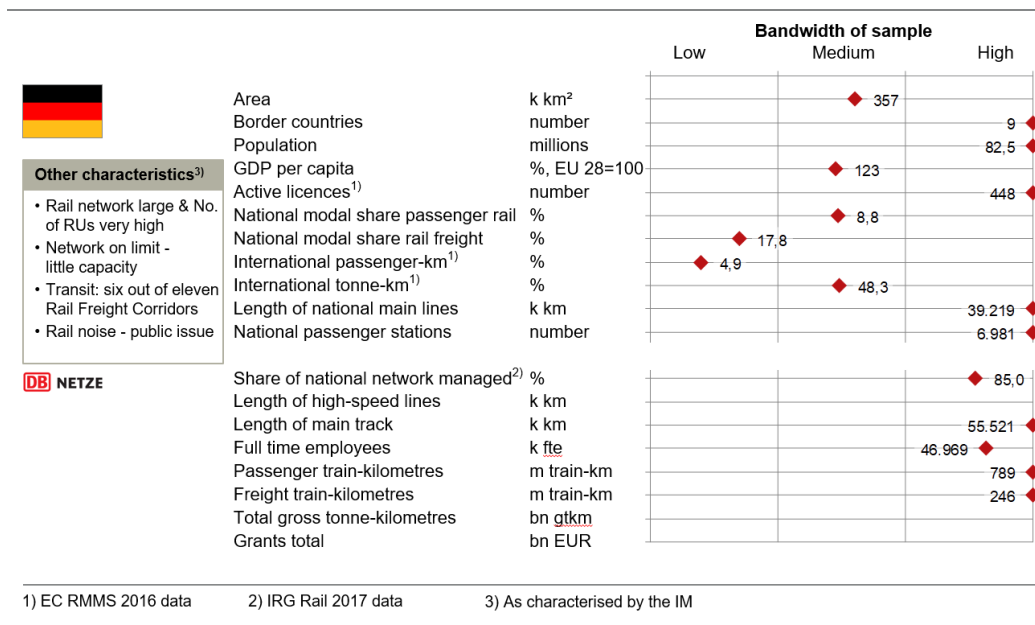 Bandwidth of sample
Low Medium High
Area k km² 357
Border countries number 9
Population millions 82,5
GDP per capita %, EU 28=100 123
Active licences1) number 448
National modal share passenger rail % 8,8
National modal share rail freight % 17,8
International passenger-km1) % 4,9
International tonne-km1) % 48,3
Length of national main lines k km 39.219
National passenger stations number 6.981
Other characteristics3)
• Rail network large & No.
of RUs very high
• Network on limit -
little capacity
• Transit: six out of eleven
Rail Freight Corridors
• Rail noise - public issue
DB NETZE
Share of national network managed2) % 85,0
Length of high-speed lines k km
Length of main track k km 55.521
Full time employees k fte 46.969
Passenger train-kilometres m train-km 789
Freight train-kilometres m train-km 246
Total gross tonne-kilometres bn gtkm
Grants total bn EUR
1) EC RMMS 2016 data 2) IRG Rail 2017 data 3) As characterised by the IM